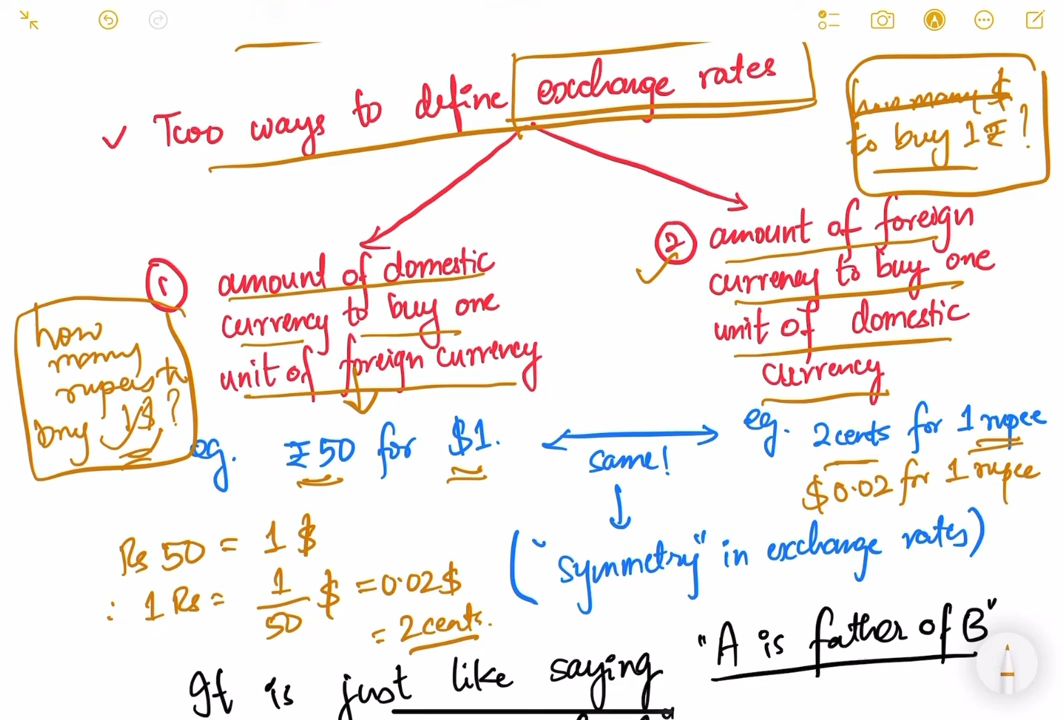 ✓ Two ways to define exchange rates
how many $
to buy 1₹?
① amount of domestic
currency to buy one
unit of foreign currency
② amount of foreign
currency to buy one
unit of domestic
currency
how
many
rupees to
buy 1$?
eg. ₹50 for $1.
same!
eg. 2 cents for 1 rupee
$0.02 for 1 rupee
("symmetry" in exchange rates)
Rs 50 = 1 $
∴ 1 Rs = 1/50 $ = 0.02 $
= 2 cents.
It is just like saying "A is father of B"